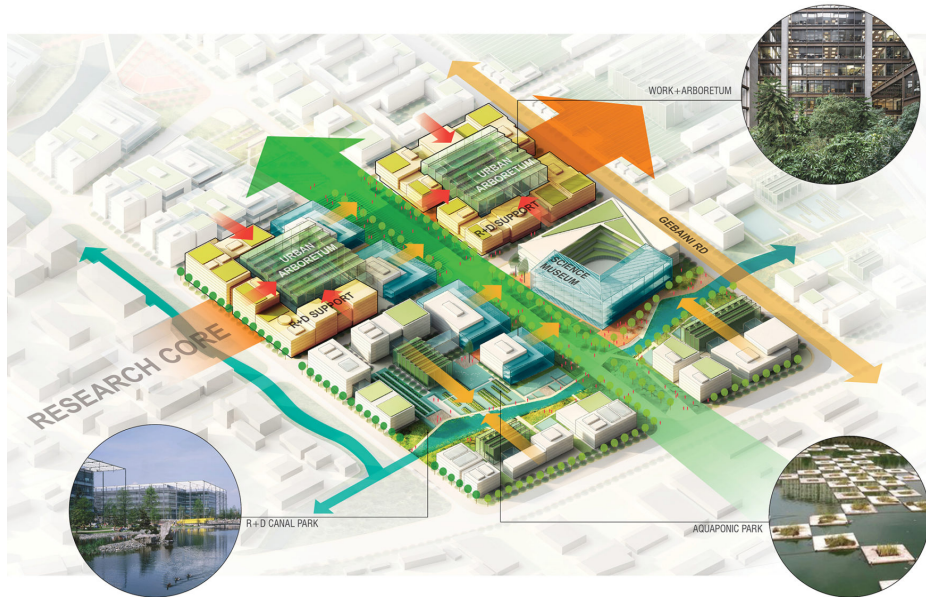 WORK+ARBORETUM
URBAN
ARBORETUM
R+D SUPPORT
GEBAINI RD
SCIENCE
MUSEUM
URBAN
ARBORETUM
R+D SUPPORT
RESEARCH CORE
R+D CANAL PARK
AQUAPONIC PARK